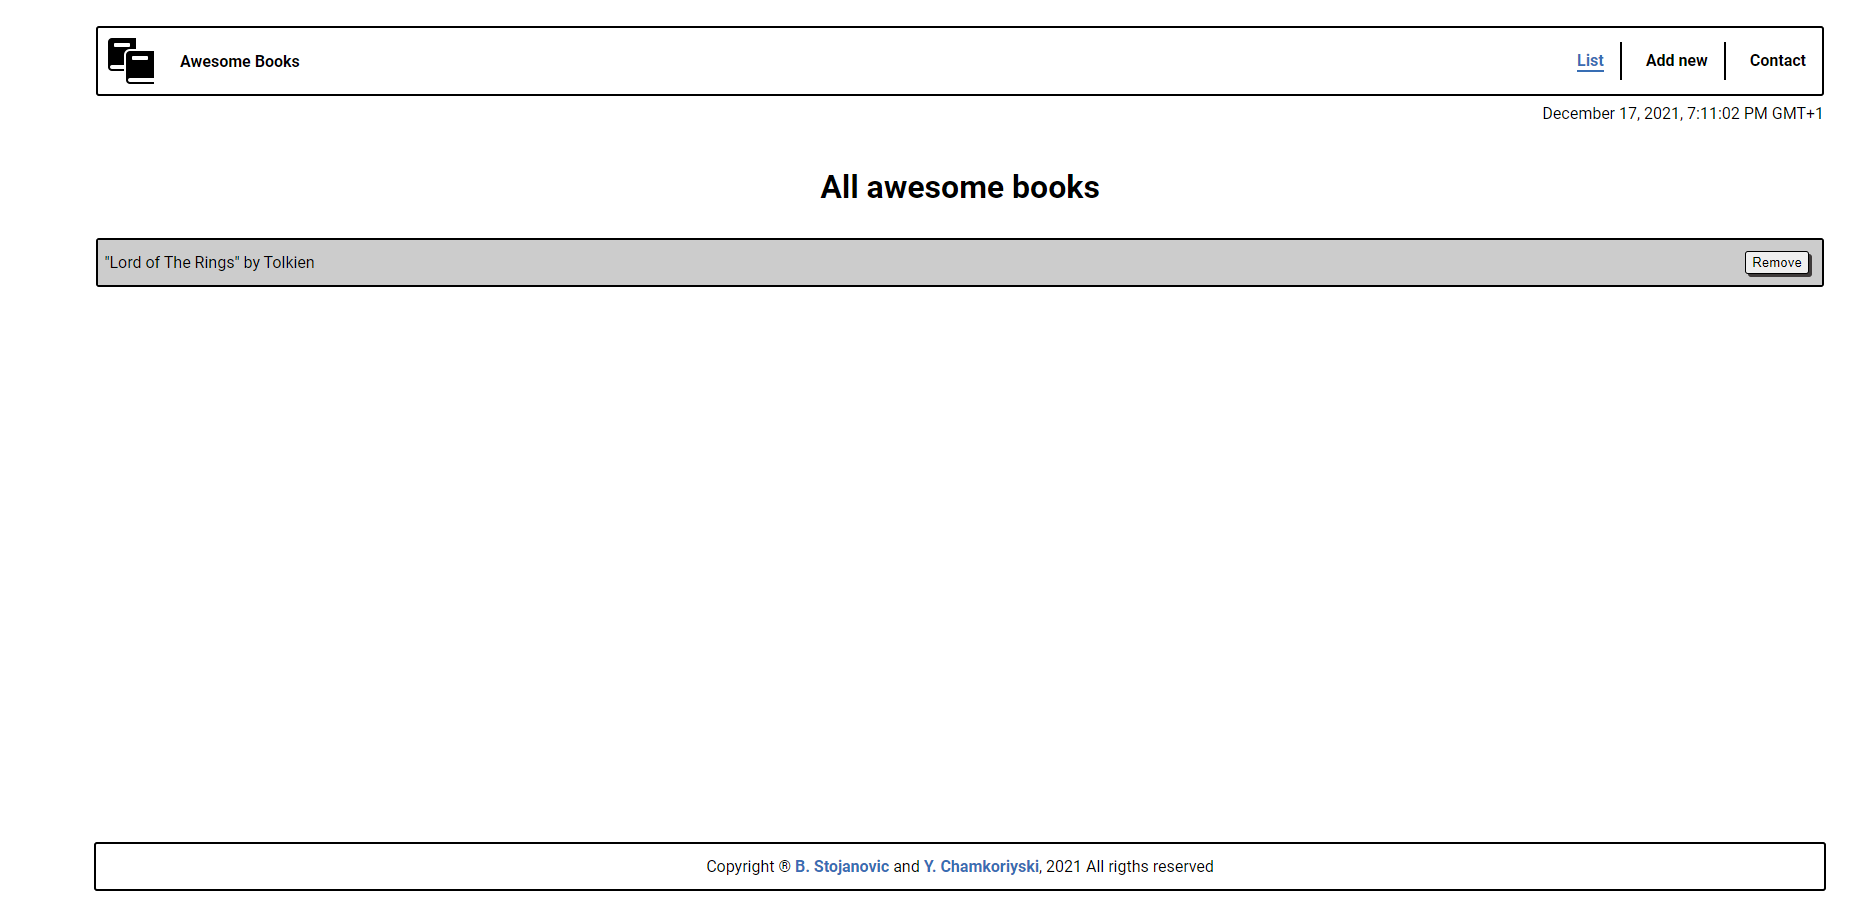 Awesome Books
List
Add new
Contact
December 17, 2021, 7:11:02 PM GMT+1
All awesome books
"Lord of The Rings" by Tolkien
Remove
Copyright ® B. Stojanovic and Y. Chamkoriyski, 2021 All rigths reserved